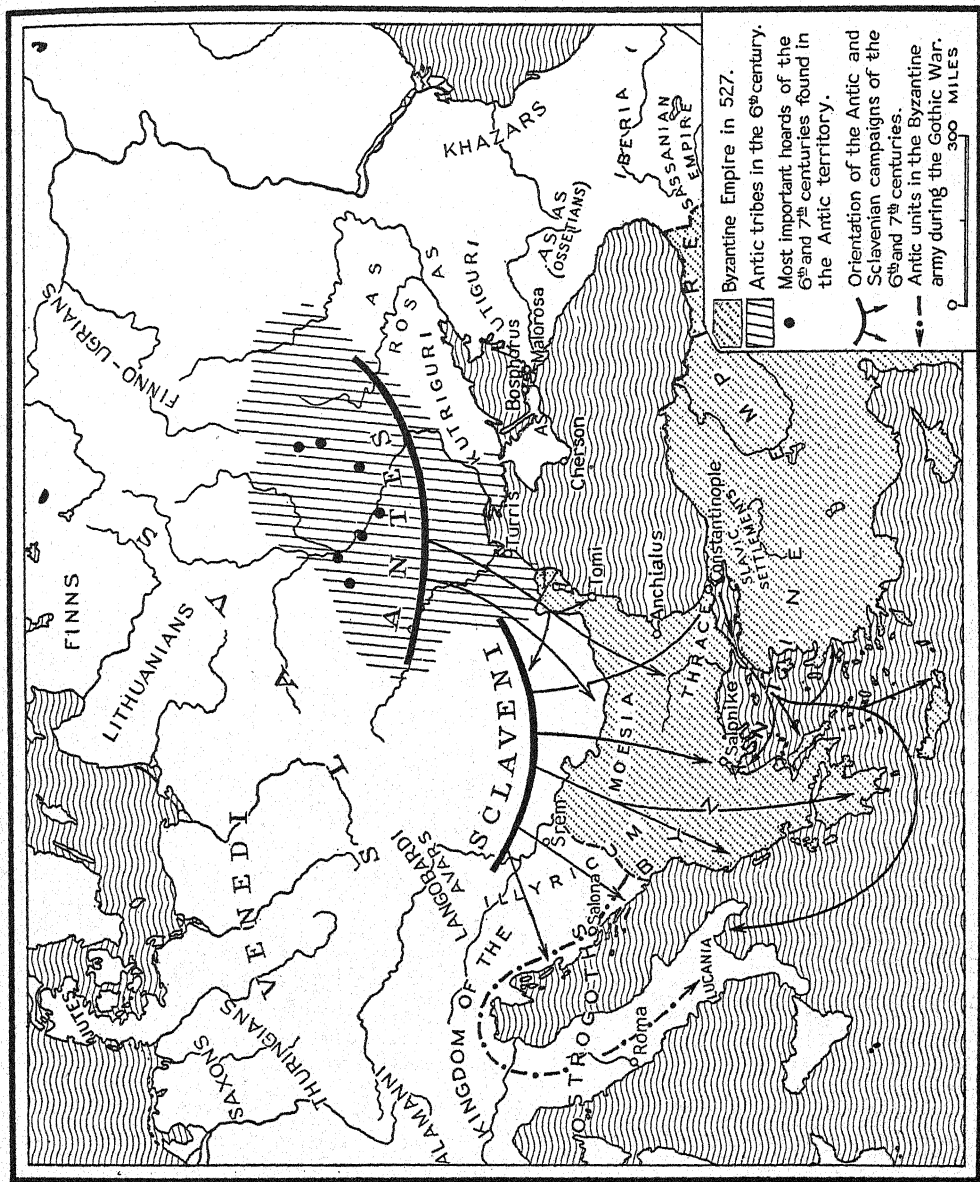 FINNO-UGRIANS
FINNS
LITHUANIANS
SLAVS
VENEDI
JUTES
SAXONS
THURINGIANS
ALAMANNI
LANGOBARDI
AVARS
KINGDOM OF THE
OSTROGOTHS
ILLYRICUM
SCLAVENI
ANTES
ROS
AS
KUTRIGURI
UTIGURI
AS
AS
AS AS
(OSSETIANS)
KHAZARS
IBERIA
SASSANIAN
EMPIRE
Bosphorus
Malorosa
Cherson
Turris
Tomi
Anchialus
Constantinople
SLAVIC
SETTLEMENTS
THRACE
MOESIA
Salonike
Srem
Salona
Roma
LUCANIA
Byzantine Empire in 527.
Antic tribes in the 6th century.
Most important hoards of the
6th and 7th centuries found in
the Antic territory.
Orientation of the Antic and
Sclavenian campaigns of the
6th and 7th centuries.
Antic units in the Byzantine
army during the Gothic War.
0 300 MILES